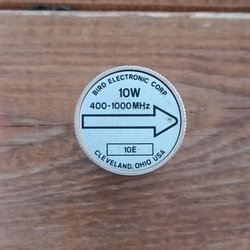 BIRD ELECTRONIC CORP.
10W
400-1000MHz
10E
CLEVELAND, OHIO USA